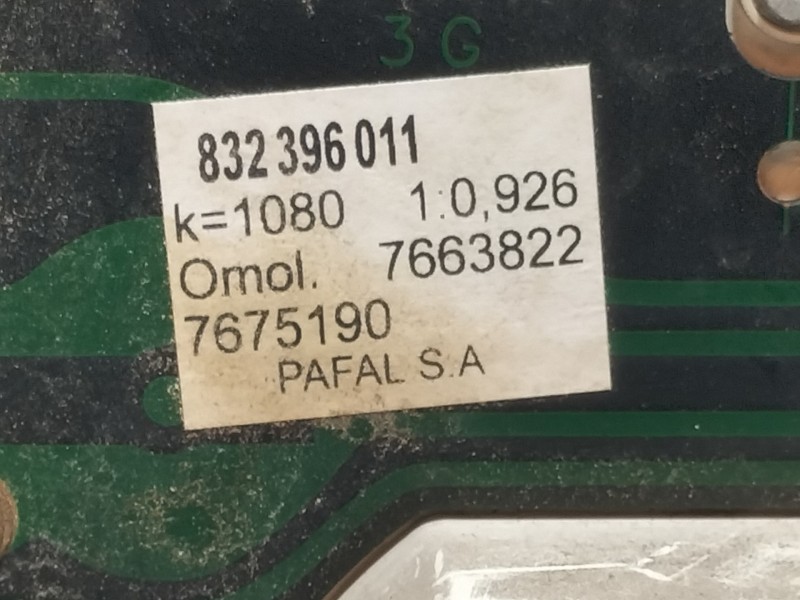 3 G
832 396 011
k=1080 1:0,926
Omol. 7663822
7675190
PAFAL S.A